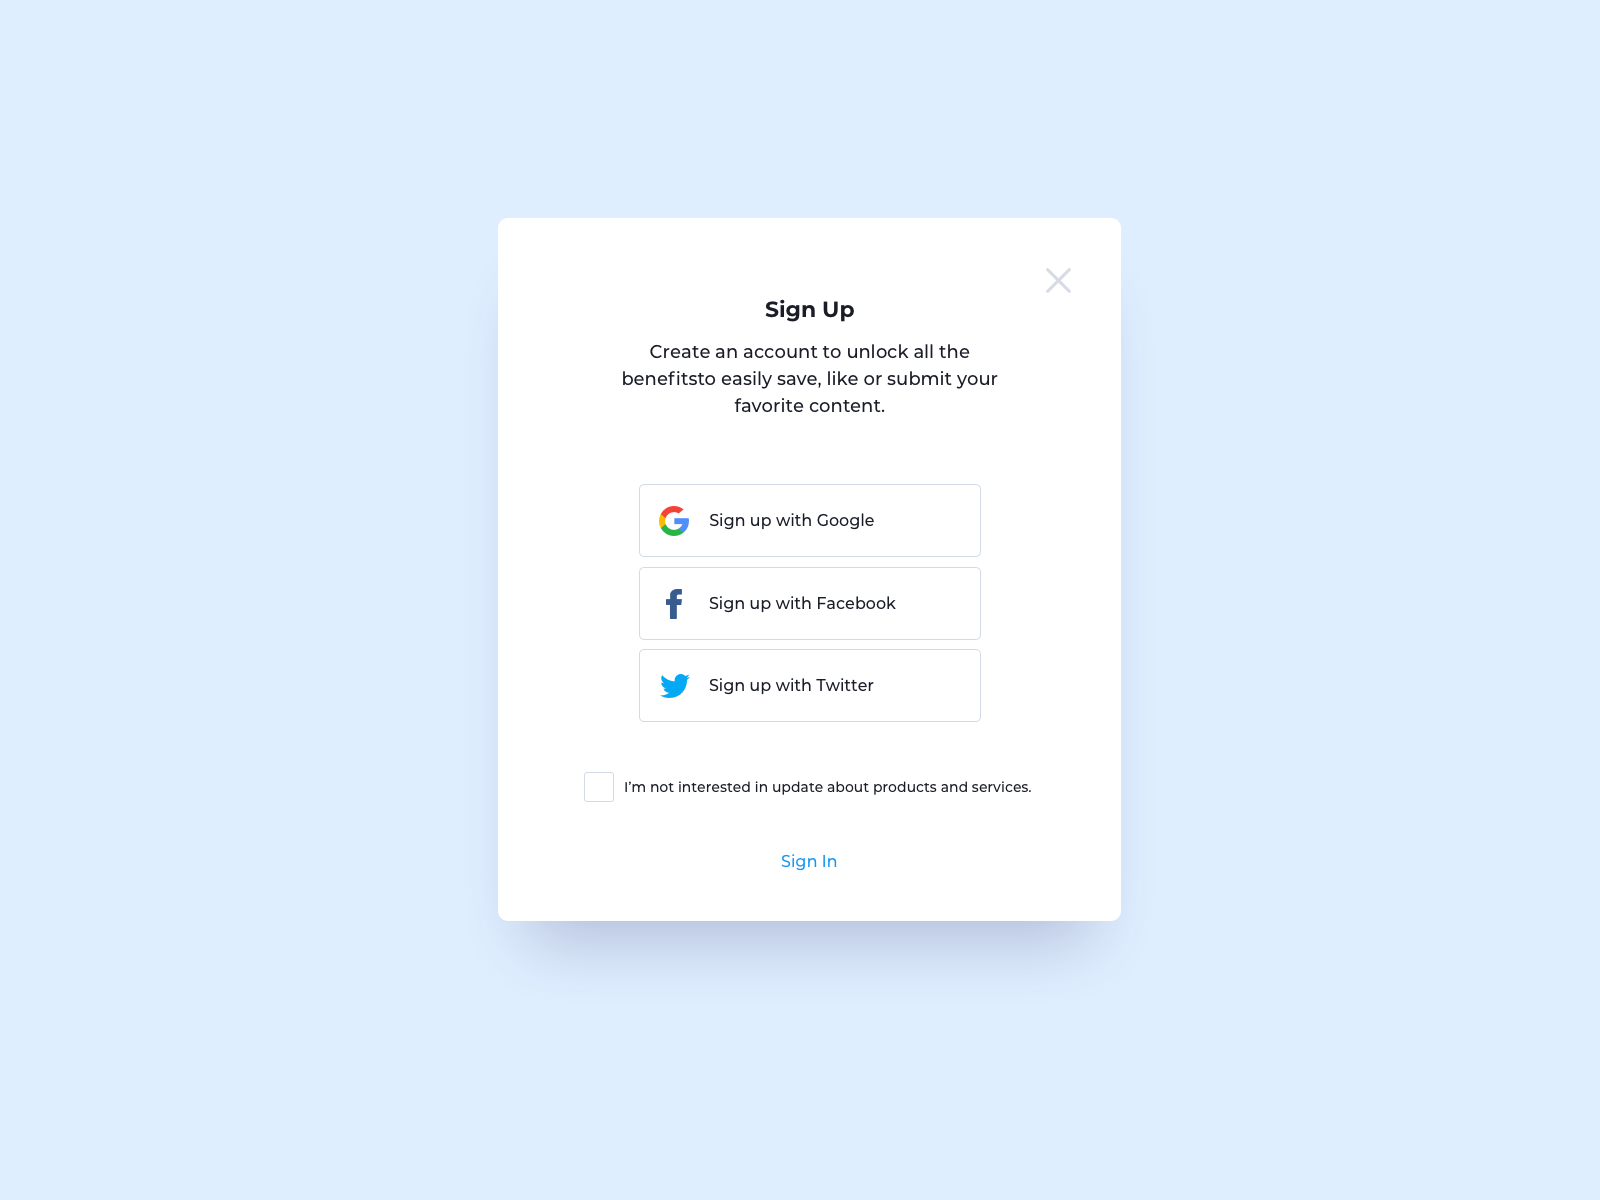 Sign Up
Create an account to unlock all the
benefitsto easily save, like or submit your
favorite content.
Sign up with Google
Sign up with Facebook
Sign up with Twitter
I’m not interested in update about products and services.
Sign In